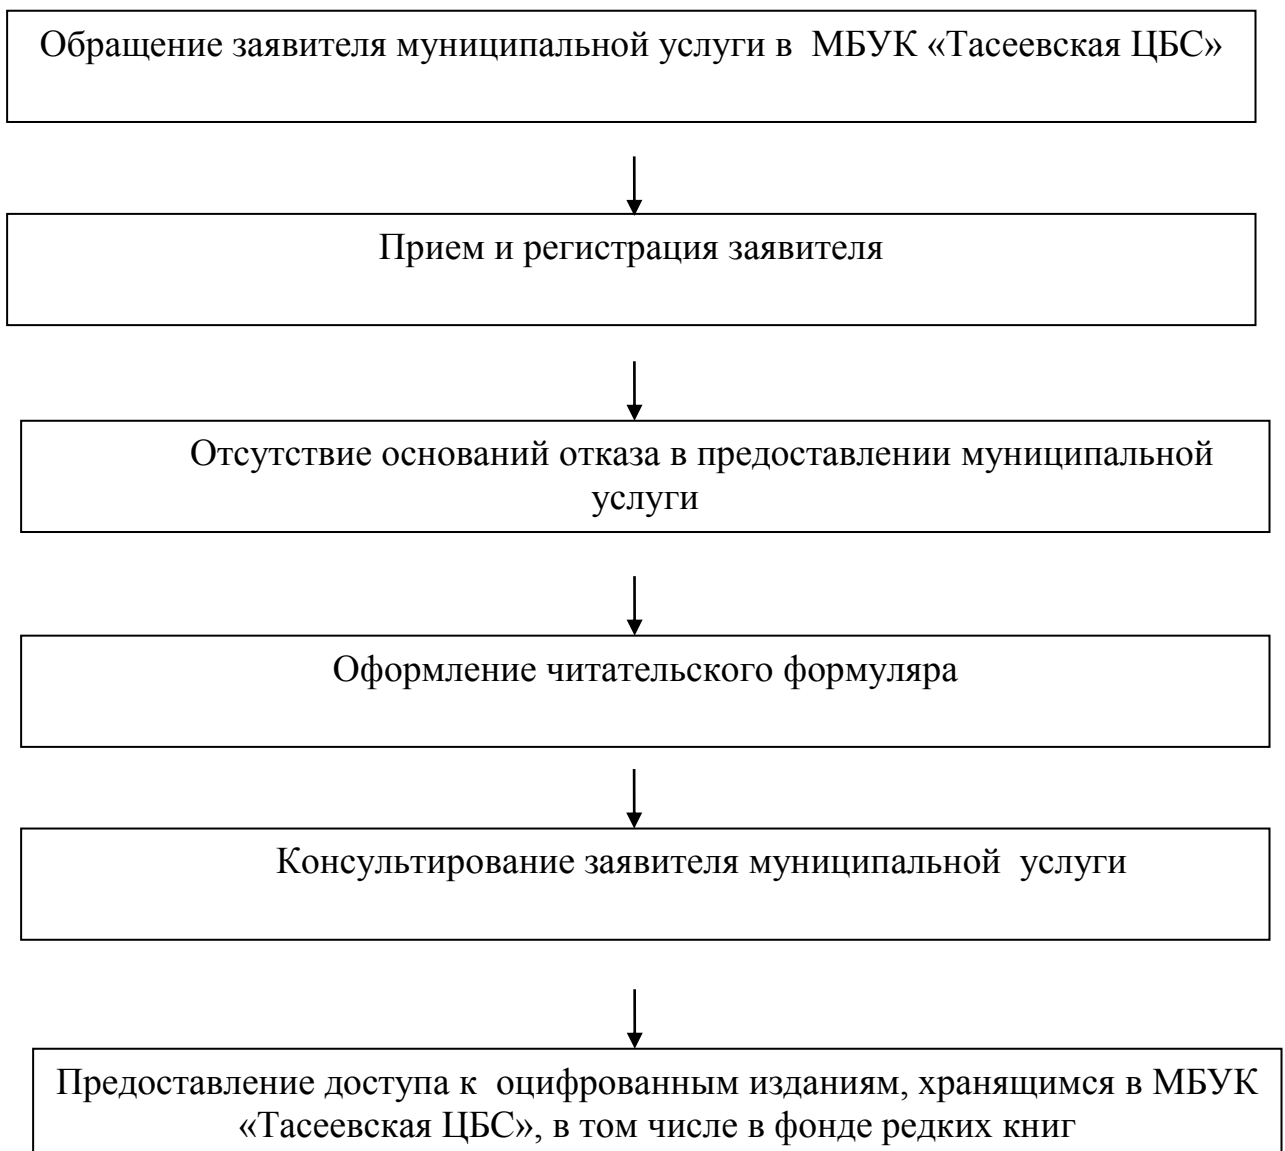 Обращение заявителя муниципальной услуги в МБУК «Тасеевская ЦБС»
Прием и регистрация заявителя
Отсутствие оснований отказа в предоставлении муниципальной
услуги
Оформление читательского формуляра
Консультирование заявителя муниципальной услуги
Предоставление доступа к оцифрованным изданиям, хранящимся в МБУК
«Тасеевская ЦБС», в том числе в фонде редких книг